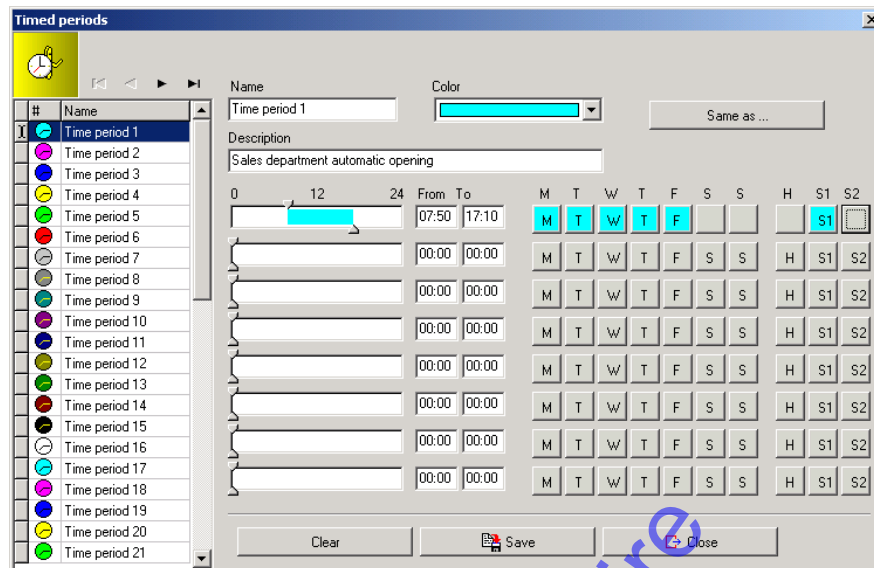 Timed periods
Name Color
Time period 1
Same as ...
Description
Sales department automatic opening
# Name
Time period 1
Time period 2
Time period 3
Time period 4
Time period 5
Time period 6
Time period 7
Time period 8
Time period 9
Time period 10
Time period 11
Time period 12
Time period 13
Time period 14
Time period 15
Time period 16
Time period 17
Time period 18
Time period 19
Time period 20
Time period 21
0 12 24 From To M T W T F S S H S1 S2
07:50 17:10 M T W T F S1
00:00 00:00 M T W T F S S H S1 S2
00:00 00:00 M T W T F S S H S1 S2
00:00 00:00 M T W T F S S H S1 S2
00:00 00:00 M T W T F S S H S1 S2
00:00 00:00 M T W T F S S H S1 S2
00:00 00:00 M T W T F S S H S1 S2
00:00 00:00 M T W T F S S H S1 S2
Clear Save Close